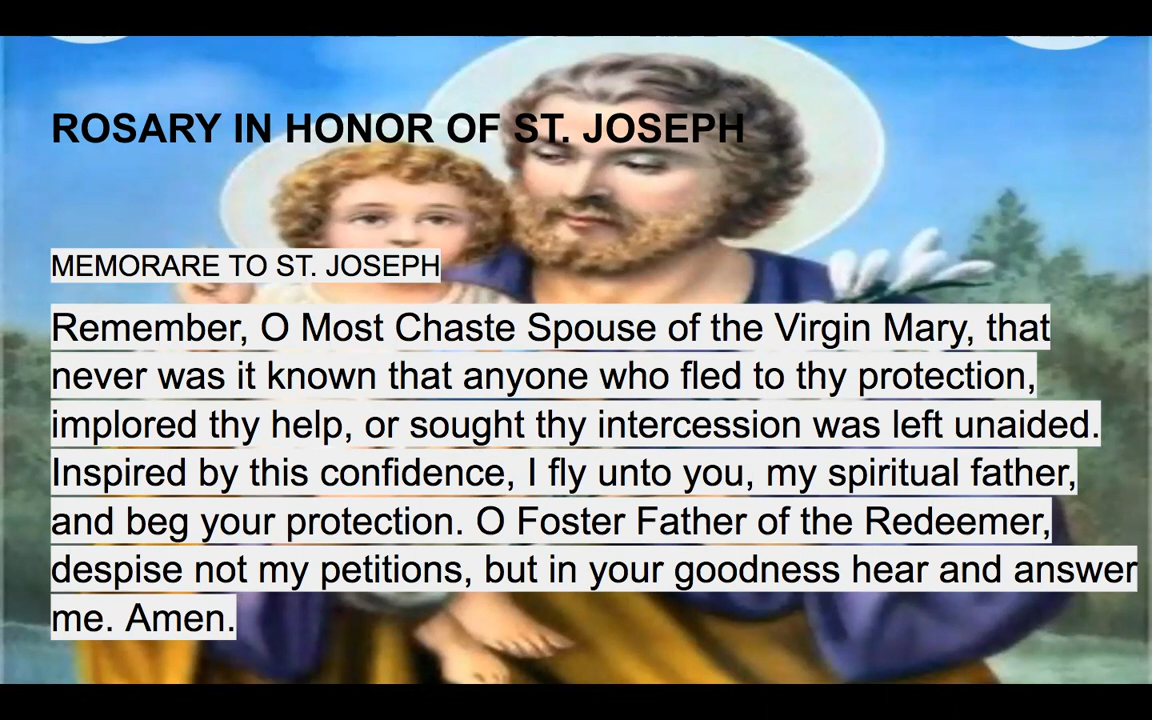 ROSARY IN HONOR OF ST. JOSEPH
MEMORARE TO ST. JOSEPH
Remember, O Most Chaste Spouse of the Virgin Mary, that
never was it known that anyone who fled to thy protection,
implored thy help, or sought thy intercession was left unaided.
Inspired by this confidence, I fly unto you, my spiritual father,
and beg your protection. O Foster Father of the Redeemer,
despise not my petitions, but in your goodness hear and answer
me. Amen.